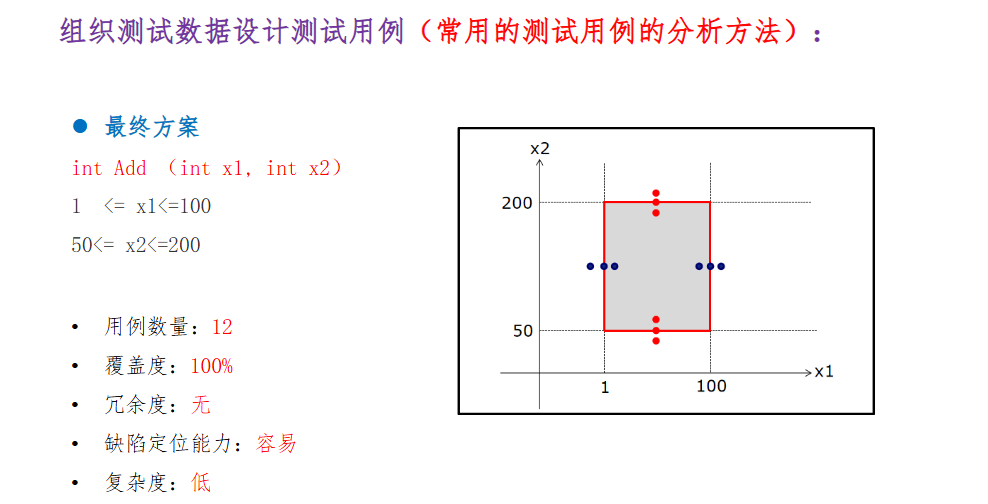 组织测试数据设计测试用例（常用的测试用例的分析方法）：
● 最终方案
int Add （int x1, int x2）
1 <= x1<=100
50<= x2<=200
• 用例数量：12
• 覆盖度：100%
• 冗余度：无
• 缺陷定位能力：容易
• 复杂度：低
x2
200
50
x1
1
100